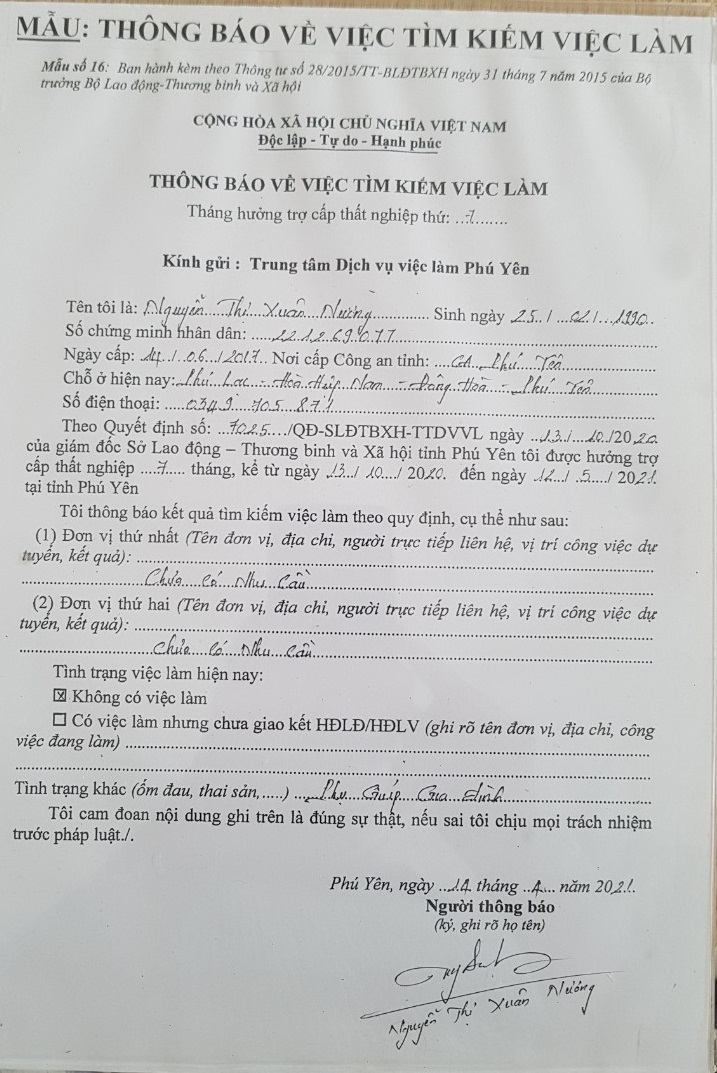 MẪU: THÔNG BÁO VỀ VIỆC TÌM KIẾM VIỆC LÀM
Mẫu số 16: Ban hành kèm theo Thông tư số 28/2015/TT-BLĐTBXH ngày 31 tháng 7 năm 2015 của Bộ
trưởng Bộ Lao động-Thương binh và Xã hội
CỘNG HÒA XÃ HỘI CHỦ NGHĨA VIỆT NAM
Độc lập - Tự do - Hạnh phúc
THÔNG BÁO VỀ VIỆC TÌM KIẾM VIỆC LÀM
Tháng hưởng trợ cấp thất nghiệp thứ: ..7........
Kính gửi : Trung tâm Dịch vụ việc làm Phú Yên
Tên tôi là: Nguyễn Thị Xuân Nương Sinh ngày 25 / 02 / 1990
Số chứng minh nhân dân: 221269077
Ngày cấp: 14 / 06 / 2017 Nơi cấp Công an tỉnh: CA Phú Yên
Chỗ ở hiện nay: Phú Lạc - Hòa Hiệp Nam - Đông Hòa - Phú Yên
Số điện thoại: 0349 705 871
Theo Quyết định số: 7025 /QĐ-SLĐTBXH-TTDVVL ngày 13 / 10 /2020
của giám đốc Sở Lao động – Thương binh và Xã hội tỉnh Phú Yên tôi được hưởng trợ
cấp thất nghiệp 7 tháng, kể từ ngày 13 / 10 / 2020. đến ngày 12 / 5 / 2021
tại tỉnh Phú Yên
Tôi thông báo kết quả tìm kiếm việc làm theo quy định, cụ thể như sau:
(1) Đơn vị thứ nhất (Tên đơn vị, địa chỉ, người trực tiếp liên hệ, vị trí công việc dự
tuyển, kết quả):
Chưa Có Nhu Cầu
(2) Đơn vị thứ hai (Tên đơn vị, địa chỉ, người trực tiếp liên hệ, vị trí công việc dự
tuyển, kết quả):
Chưa Có Nhu Cầu
Tình trạng việc làm hiện nay:
☒ Không có việc làm
☐ Có việc làm nhưng chưa giao kết HĐLĐ/HĐLV (ghi rõ tên đơn vị, địa chỉ, công
việc đang làm)
Tình trạng khác (ốm đau, thai sản,.....) Phụ Giúp Gia Đình
Tôi cam đoan nội dung ghi trên là đúng sự thật, nếu sai tôi chịu mọi trách nhiệm
trước pháp luật./.
Phú Yên, ngày 14 tháng 4 năm 2021.
Người thông báo
(ký, ghi rõ họ tên)
Nguyễn Thị Xuân Nương